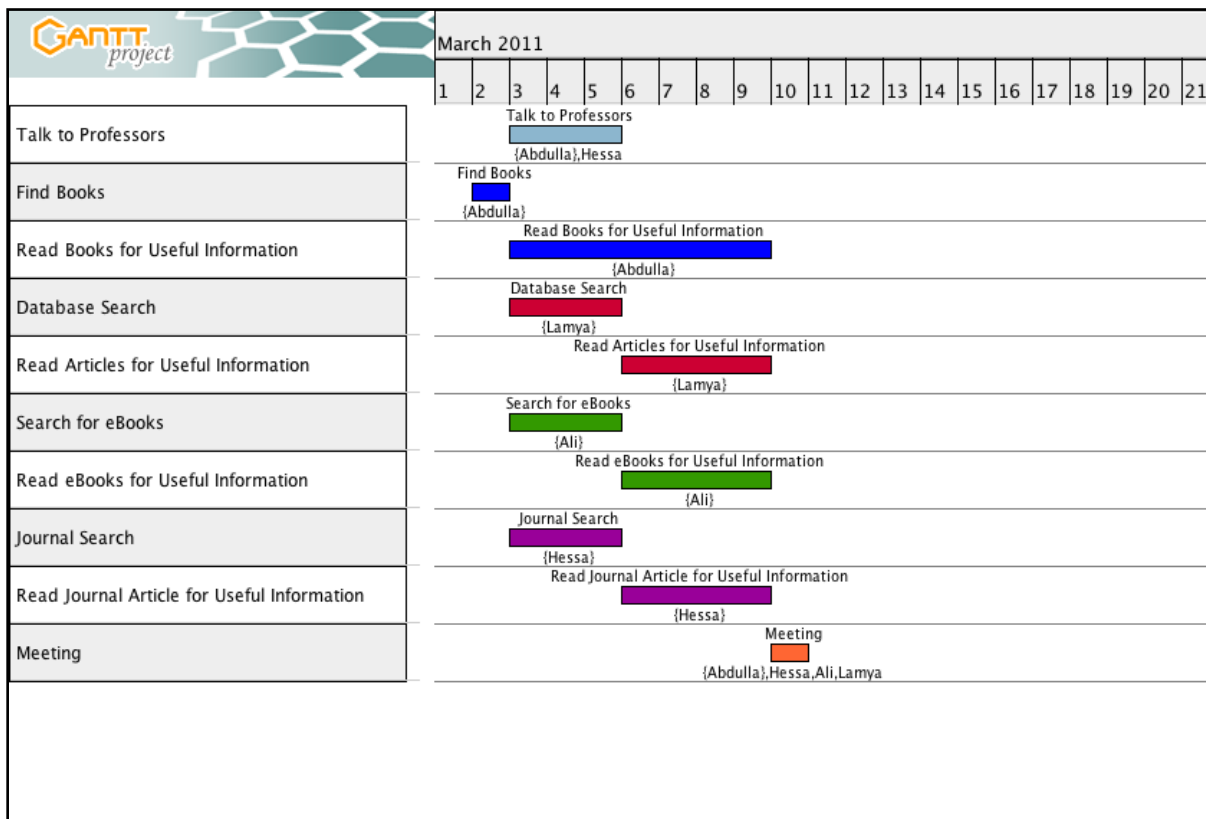 GANTT
project
March 2011
1 2 3 4 5 6 7 8 9 10 11 12 13 14 15 16 17 18 19 20 21
Talk to Professors
Talk to Professors
{Abdulla},Hessa
Find Books
Find Books
{Abdulla}
Read Books for Useful Information
Read Books for Useful Information
{Abdulla}
Database Search
Database Search
{Lamya}
Read Articles for Useful Information
Read Articles for Useful Information
{Lamya}
Search for eBooks
Search for eBooks
{Ali}
Read eBooks for Useful Information
Read eBooks for Useful Information
{Ali}
Journal Search
Journal Search
{Hessa}
Read Journal Article for Useful Information
Read Journal Article for Useful Information
{Hessa}
Meeting
Meeting
{Abdulla},Hessa,Ali,Lamya